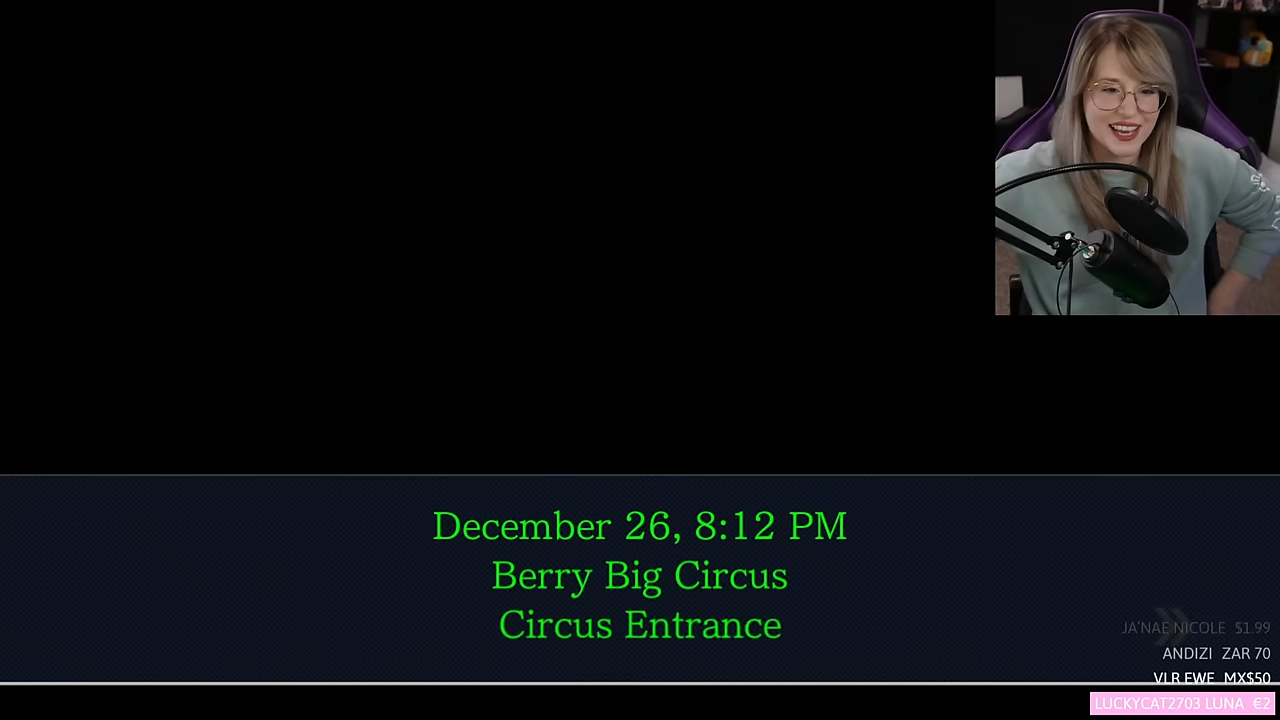 December 26, 8:12 PM
Berry Big Circus
Circus Entrance
JA'NAE NICOLE $1.99
ANDIZI ZAR 70
VLR EWE MX$50
LUCKYCAT2703 LUNA €2